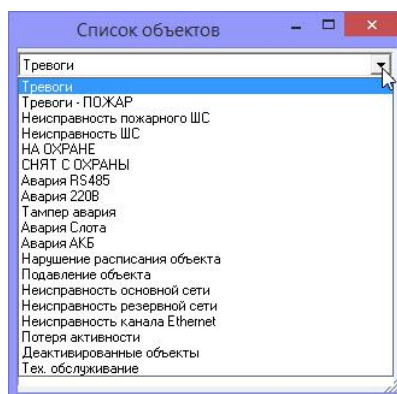 Список объектов
Тревоги
Тревоги
Тревоги - ПОЖАР
Неисправность пожарного ШС
Неисправность ШС
НА ОХРАНЕ
СНЯТ С ОХРАНЫ
Авария RS485
Авария 220В
Тампер авария
Авария Слота
Авария АКБ
Нарушение расписания объекта
Подавление объекта
Неисправность основной сети
Неисправность резервной сети
Неисправность канала Ethernet
Потеря активности
Деактивированные объекты
Тех. обслуживание